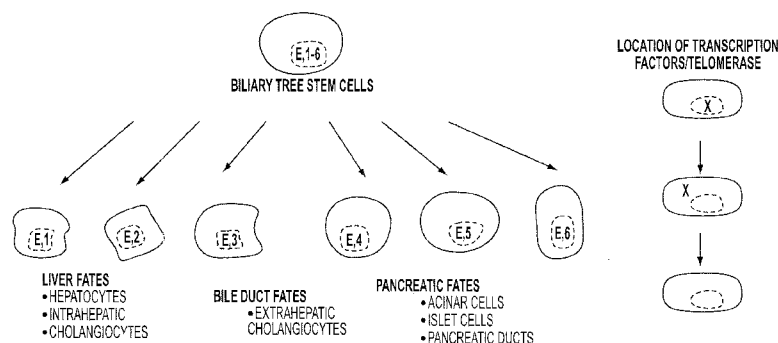 E,1-6
BILIARY TREE STEM CELLS
LOCATION OF TRANSCRIPTION
FACTORS/TELOMERASE
X
X
E,1
E,2
E,3
E,4
E,5
E,6
LIVER FATES
• HEPATOCYTES
• INTRAHEPATIC
• CHOLANGIOCYTES
BILE DUCT FATES
• EXTRAHEPATIC
CHOLANGIOCYTES
PANCREATIC FATES
• ACINAR CELLS
• ISLET CELLS
• PANCREATIC DUCTS